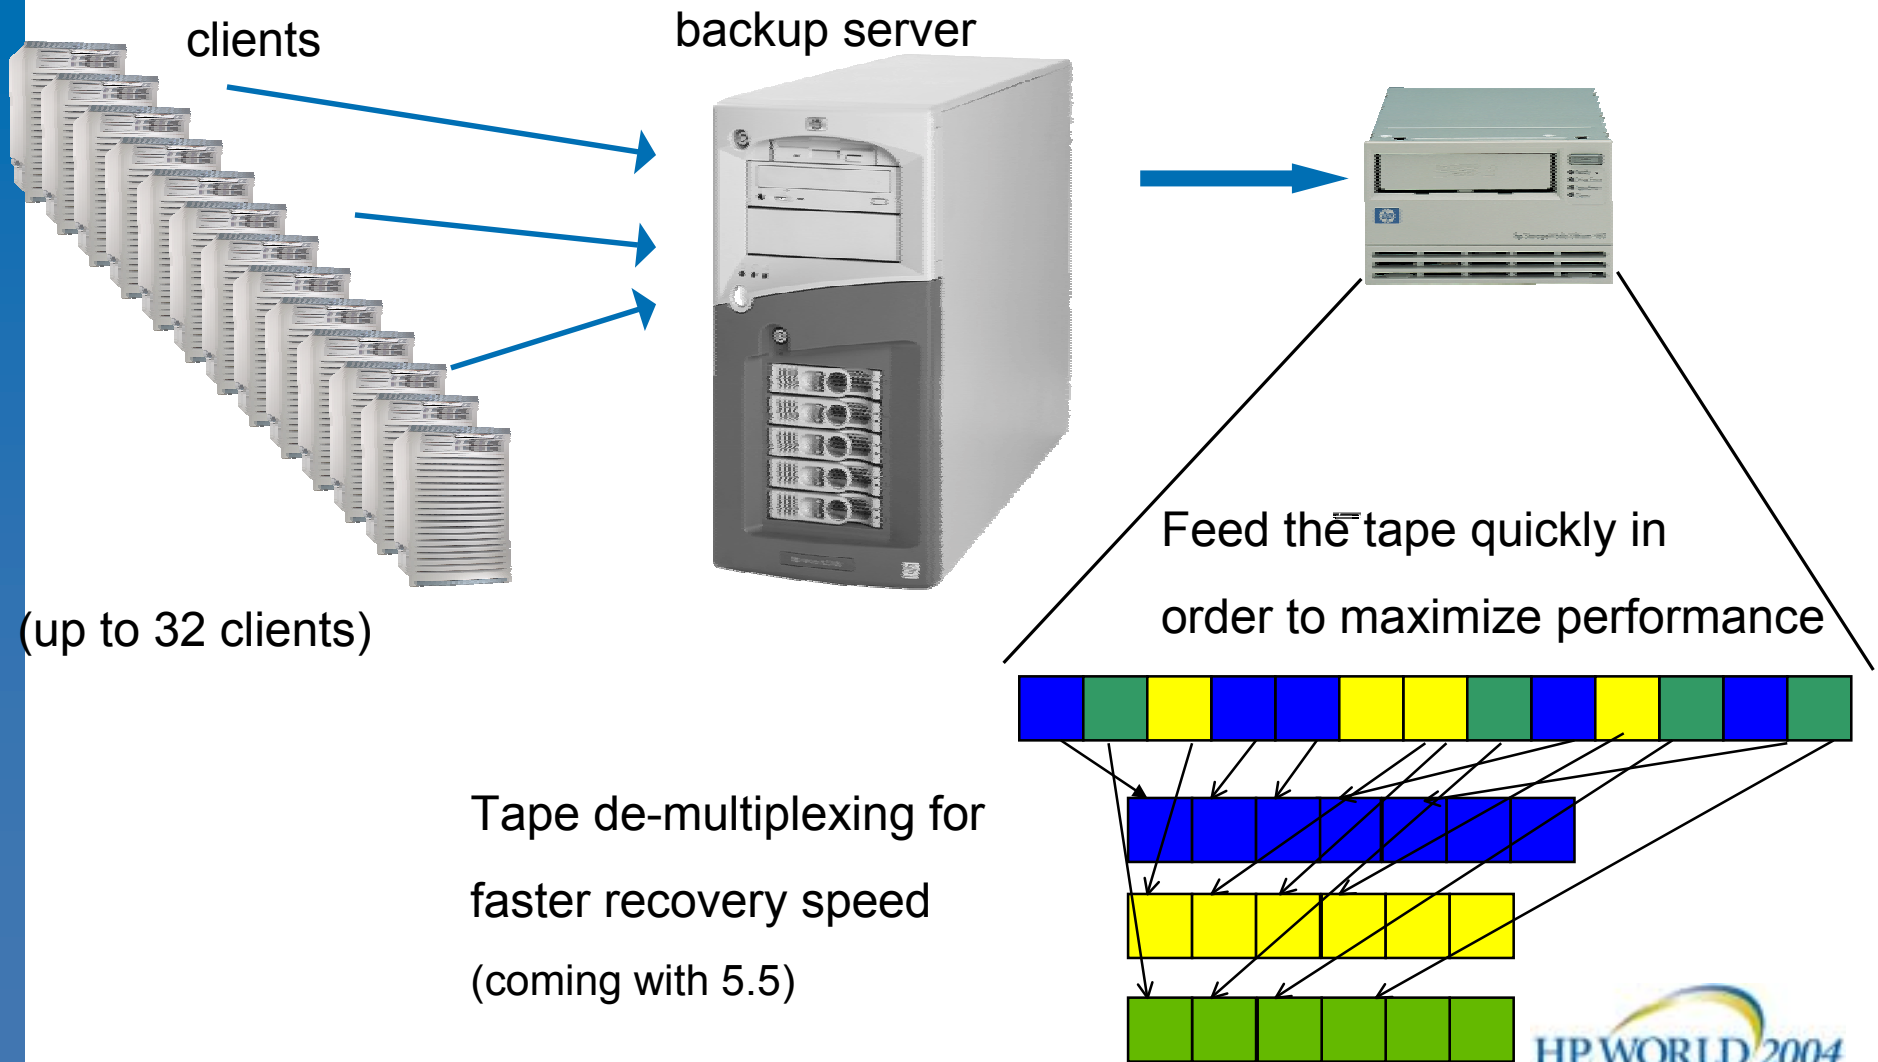 clients
backup server
hp
(up to 32 clients)
Feed the tape quickly in
order to maximize performance
Tape de-multiplexing for
faster recovery speed
(coming with 5.5)
HP WORLD 2004